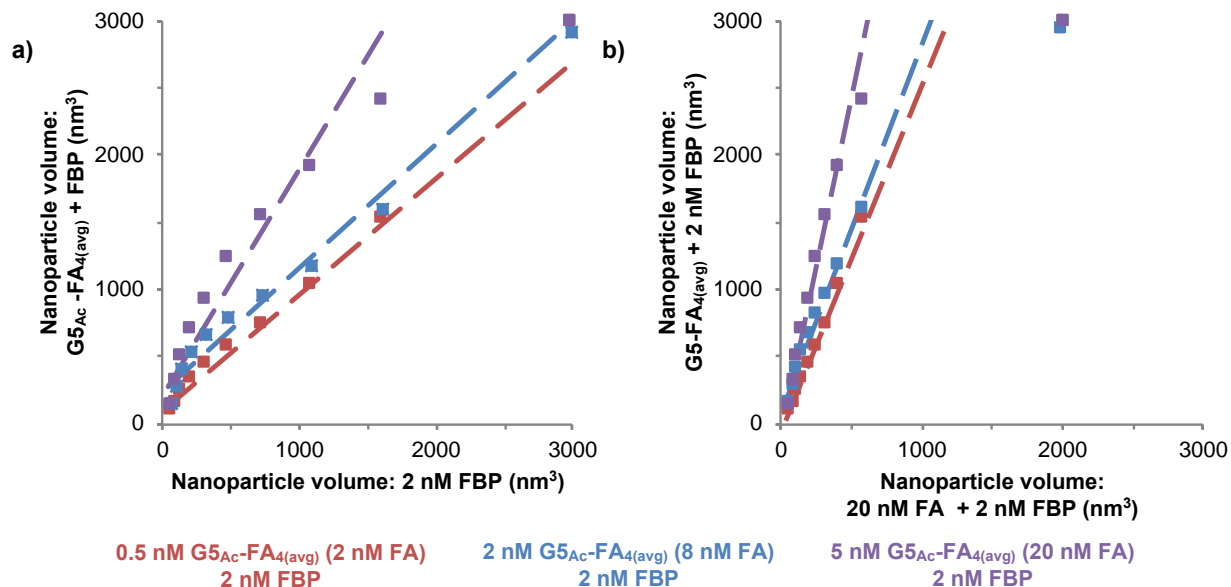 a)
Nanoparticle volume:
G5Ac -FA4(avg) + FBP (nm³)
3000
2000
1000
0
0 1000 2000 3000
Nanoparticle volume: 2 nM FBP (nm³)
b)
Nanoparticle volume:
G5-FA4(avg) + 2 nM FBP (nm³)
3000
2000
1000
0
0 1000 2000 3000
Nanoparticle volume:
20 nM FA + 2 nM FBP (nm³)
0.5 nM G5Ac-FA4(avg) (2 nM FA)
2 nM FBP
2 nM G5Ac-FA4(avg) (8 nM FA)
2 nM FBP
5 nM G5Ac-FA4(avg) (20 nM FA)
2 nM FBP